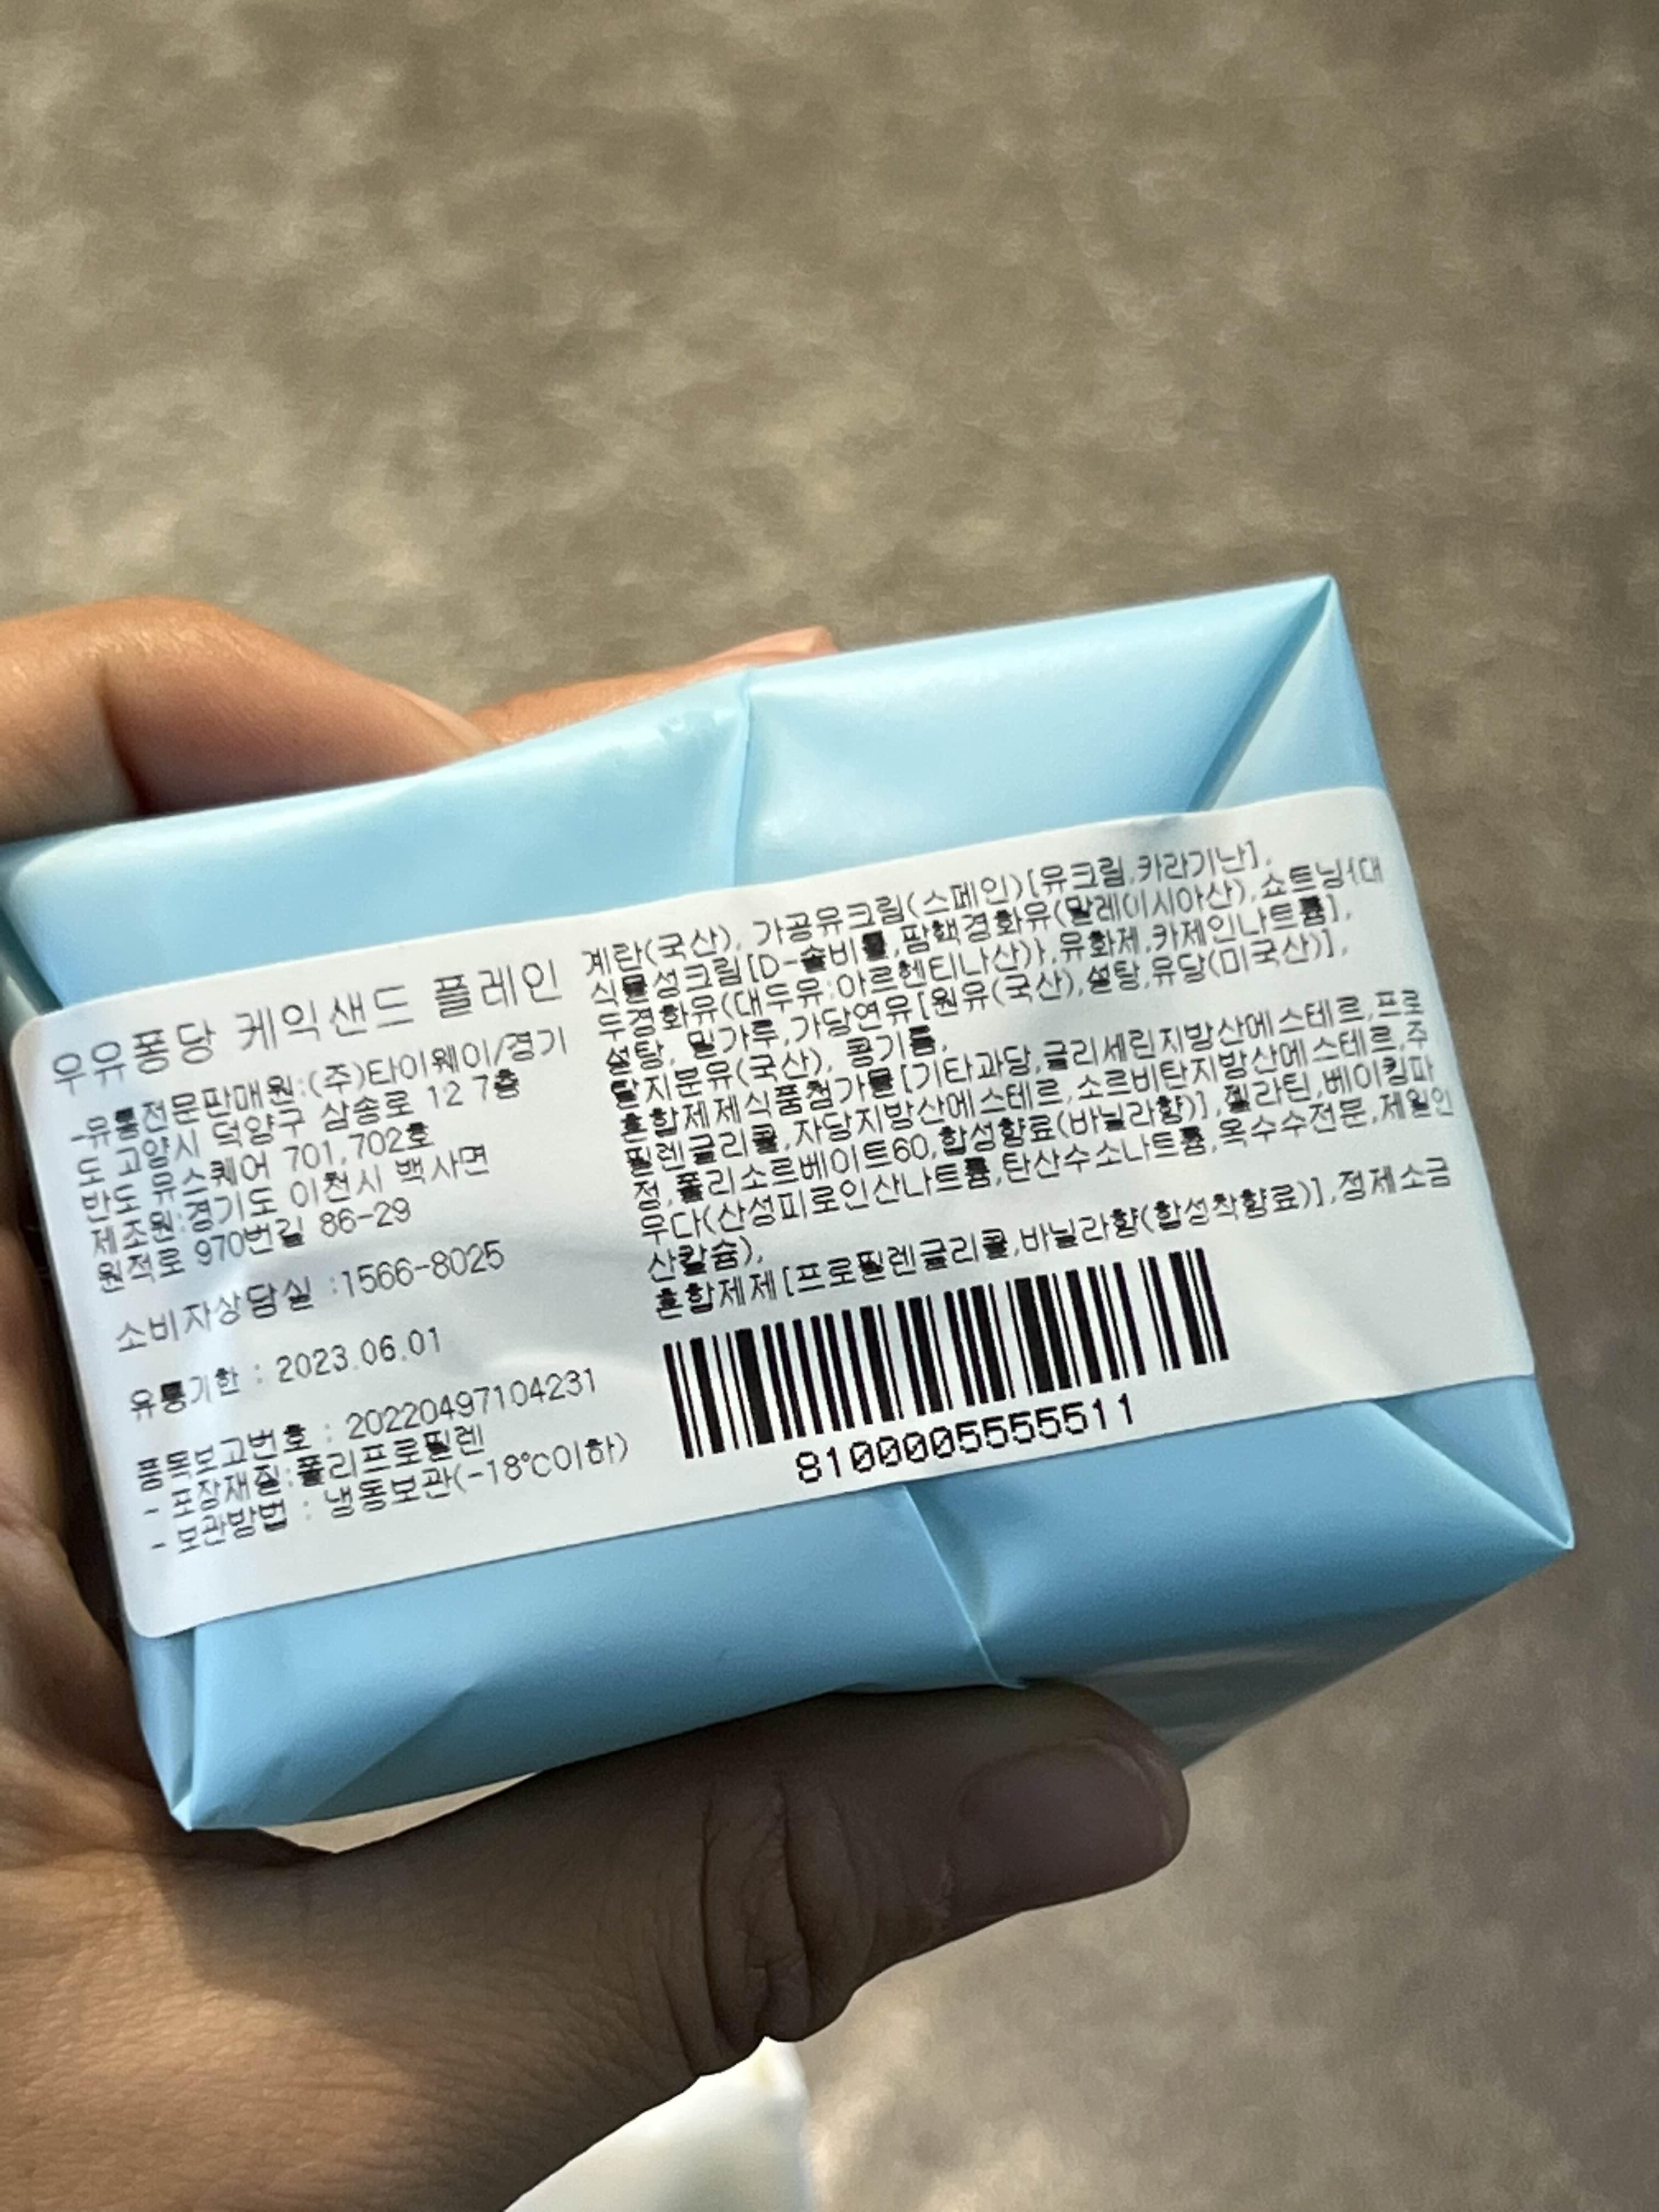 우유퐁당 케익샌드 플레인
-유통전문판매원:(주)타이웨이/경기
도 고양시 덕양구 삼송로 12 7층
반도유스퀘어 701,702호
제조원:경기도 이천시 백사면
원적로 970번길 86-29
소비자상담실 :1566-8025
유통기한 : 2023.06.01
품목보고번호 : 20220497104231
- 포장재질:폴리프로필렌
- 보관방법 : 냉동보관(-18℃이하)
계란(국산), 가공유크림(스페인)[유크림,카라기난],
식물성크림[D-솔비톨,팜핵경화유(말레이시아산),쇼트닝{대
두경화유(대두유:아르헨티나산)},유화제,카제인나트륨],
설탕, 밀가루,가당연유[원유(국산),설탕,유당(미국산)],
탈지분유(국산), 콩기름,
혼합제제식품첨가물[기타과당,글리세린지방산에스테르,프로
필렌글리콜,자당지방산에스테르,소르비탄지방산에스테르,주
정,폴리소르베이트60,합성향료(바닐라향)],젤라틴,베이킹파
우다(산성피로인산나트륨,탄산수소나트륨,옥수수전분,제일인
산칼슘),
혼합제제[프로필렌글리콜,바닐라향(합성착향료)],정제소금
8100005555511